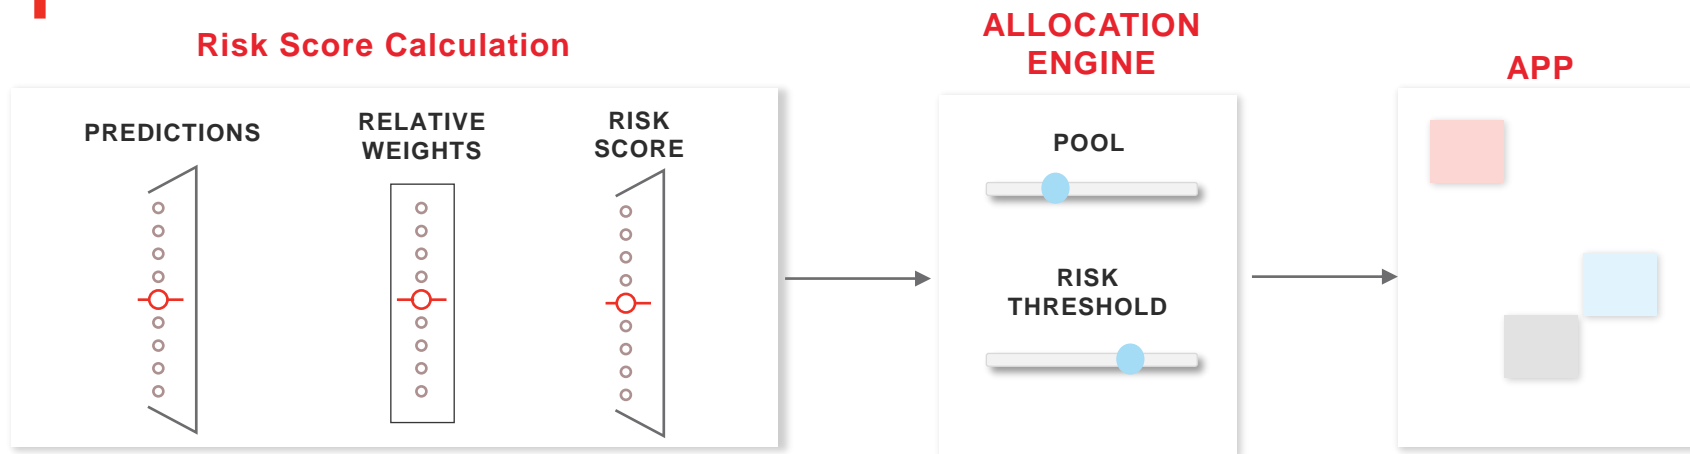 Risk Score Calculation
PREDICTIONS
RELATIVE
WEIGHTS
RISK
SCORE
ALLOCATION
ENGINE
POOL
RISK
THRESHOLD
APP